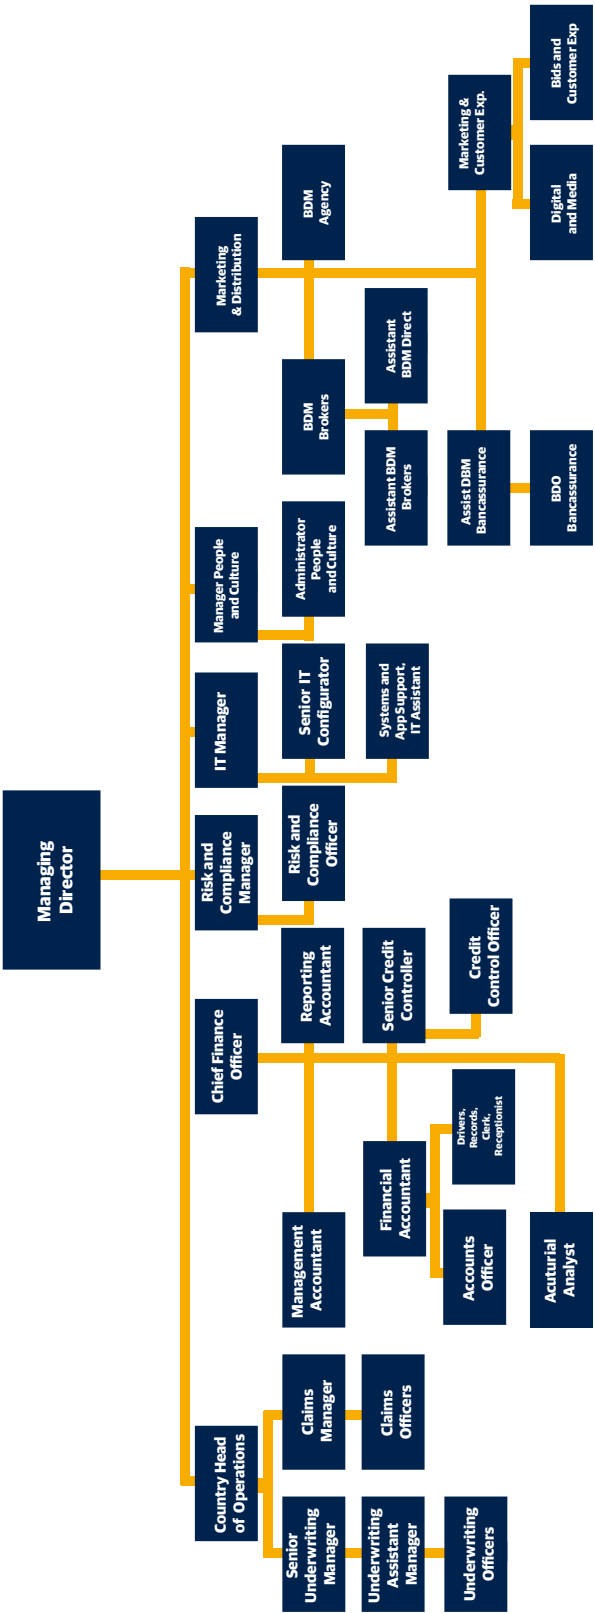 Managing
Director
Country Head
of Operations
Chief Finance
Officer
Risk and
Compliance
Manager
IT Manager
Manager People
and Culture
Marketing
& Distribution
Senior
Underwriting
Manager
Claims
Manager
Management
Accountant
Reporting
Accountant
Risk and
Compliance
Officer
Senior IT
Configurator
Administrator
People
and Culture
BDM
Brokers
BDM
Agency
Underwriting
Assistant
Manager
Claims
Officers
Financial
Accountant
Senior Credit
Controller
Systems and
App Support,
IT Assistant
Assistant BDM
Brokers
Assistant
BDM Direct
Underwriting
Officers
Accounts
Officer
Drivers,
Records,
Clerk,
Receptionist
Credit
Control Officer
Assist DBM
Bancassurance
Marketing &
Customer Exp.
Acuturial
Analyst
BDO
Bancassurance
Digital
and Media
Bids and
Customer Exp